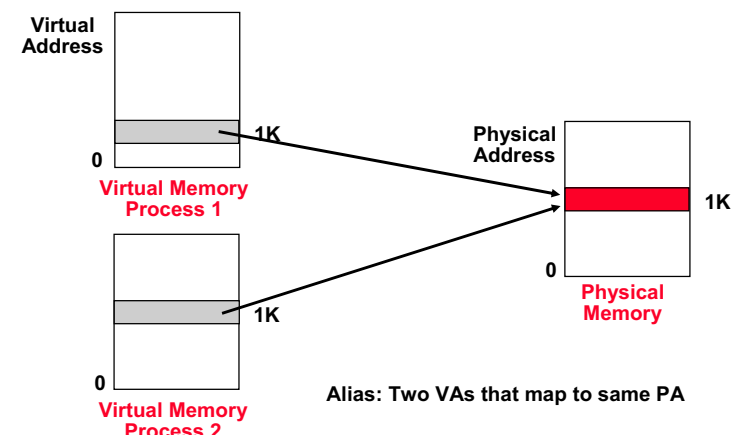 Virtual
Address
1K
0
Virtual Memory
Process 1
1K
0
Virtual Memory
Process 2
Physical
Address
1K
0
Physical
Memory
Alias: Two VAs that map to same PA